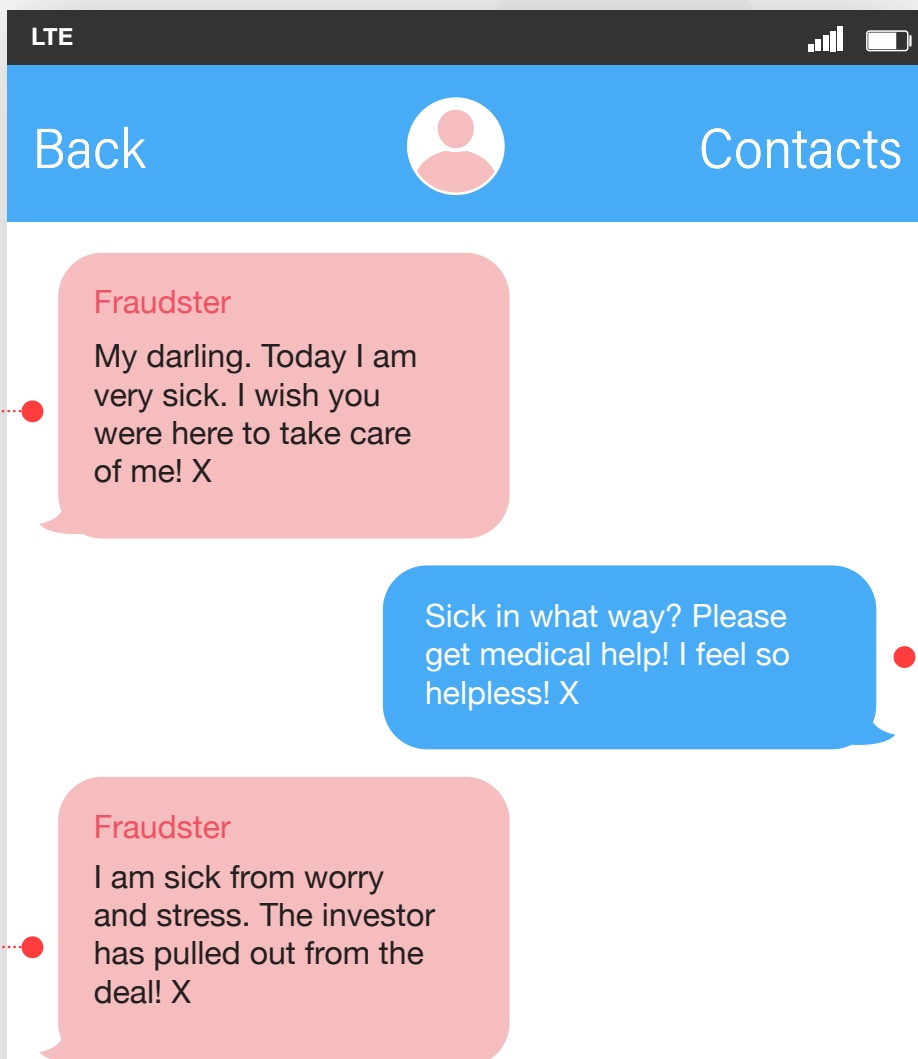 LTE
Back
Contacts
Fraudster
My darling. Today I am
very sick. I wish you
were here to take care
of me! X
Sick in what way? Please
get medical help! I feel so
helpless! X
Fraudster
I am sick from worry
and stress. The investor
has pulled out from the
deal! X